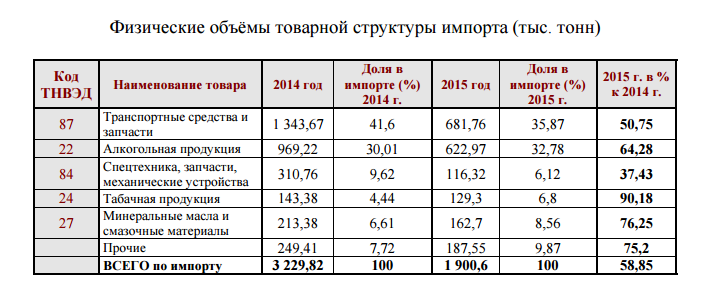 Физические объёмы товарной структуры импорта (тыс. тонн)
Код ТНВЭД | Наименование товара | 2014 год | Доля в импорте (%) 2014 г. | 2015 год | Доля в импорте (%) 2015 г. | 2015 г. в % к 2014 г.
87 | Транспортные средства и запчасти | 1 343,67 | 41,6 | 681,76 | 35,87 | 50,75
22 | Алкогольная продукция | 969,22 | 30,01 | 622,97 | 32,78 | 64,28
84 | Спецтехника, запчасти, механические устройства | 310,76 | 9,62 | 116,32 | 6,12 | 37,43
24 | Табачная продукция | 143,38 | 4,44 | 129,3 | 6,8 | 90,18
27 | Минеральные масла и смазочные материалы | 213,38 | 6,61 | 162,7 | 8,56 | 76,25
Прочие | 249,41 | 7,72 | 187,55 | 9,87 | 75,2
ВСЕГО по импорту | 3 229,82 | 100 | 1 900,6 | 100 | 58,85